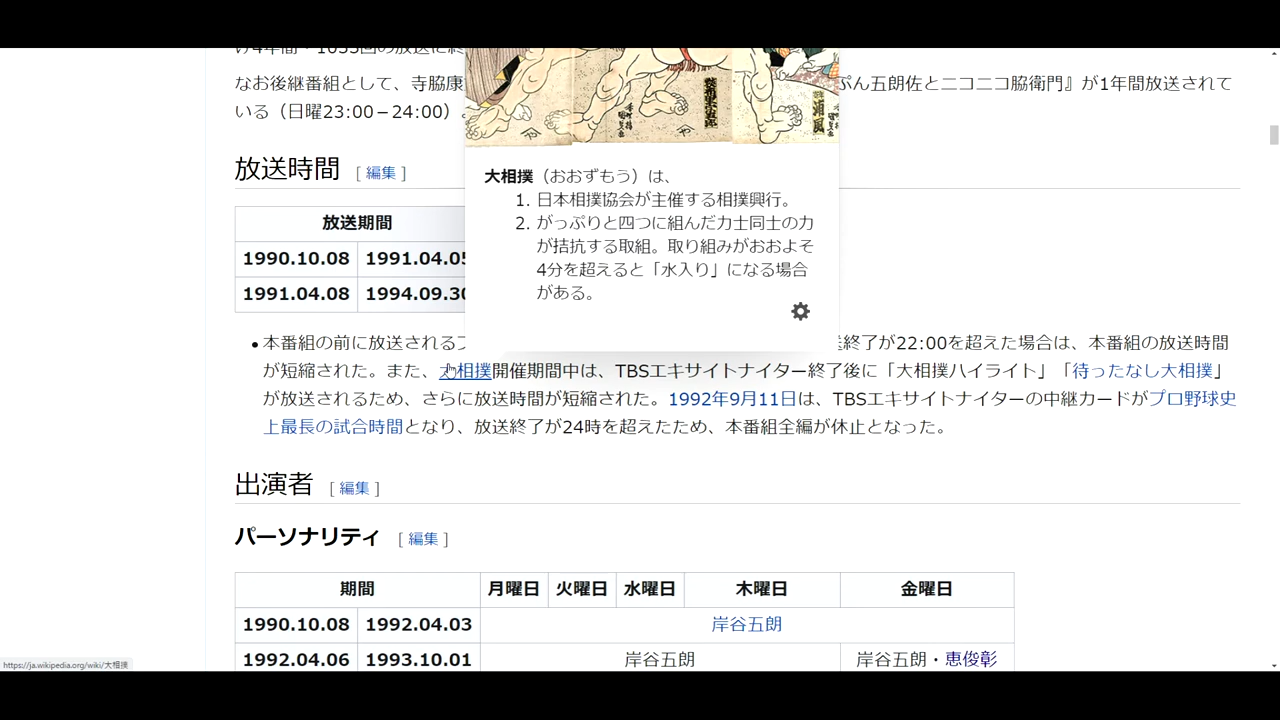 なお後継番組として、寺脇康
ぷん五朗佐とニコニコ脇衛門』が1年間放送されて
いる（日曜23:00－24:00）。
放送時間 [ 編集 ]
放送期間
1990.10.08 1991.04.05
1991.04.08 1994.09.30
大相撲（おおずもう）は、
1. 日本相撲協会が主催する相撲興行。
2. がっぷりと四つに組んだ力士同士の力
が拮抗する取組。取り組みがおおよそ
4分を超えると「水入り」になる場合
がある。
• 本番組の前に放送される
送終了が22:00を超えた場合は、本番組の放送時間
が短縮された。また、大相撲開催期間中は、TBSエキサイトナイター終了後に「大相撲ハイライト」「待ったなし大相撲」
が放送されるため、さらに放送時間が短縮された。1992年9月11日は、TBSエキサイトナイターの中継カードがプロ野球史
上最長の試合時間となり、放送終了が24時を超えたため、本番組全編が休止となった。
出演者 [ 編集 ]
パーソナリティ [ 編集 ]
期間 月曜日 火曜日 水曜日 木曜日 金曜日
1990.10.08 1992.04.03 岸谷五朗
1992.04.06 1993.10.01 岸谷五朗 岸谷五朗・恵俊彰
https://ja.wikipedia.org/wiki/大相撲